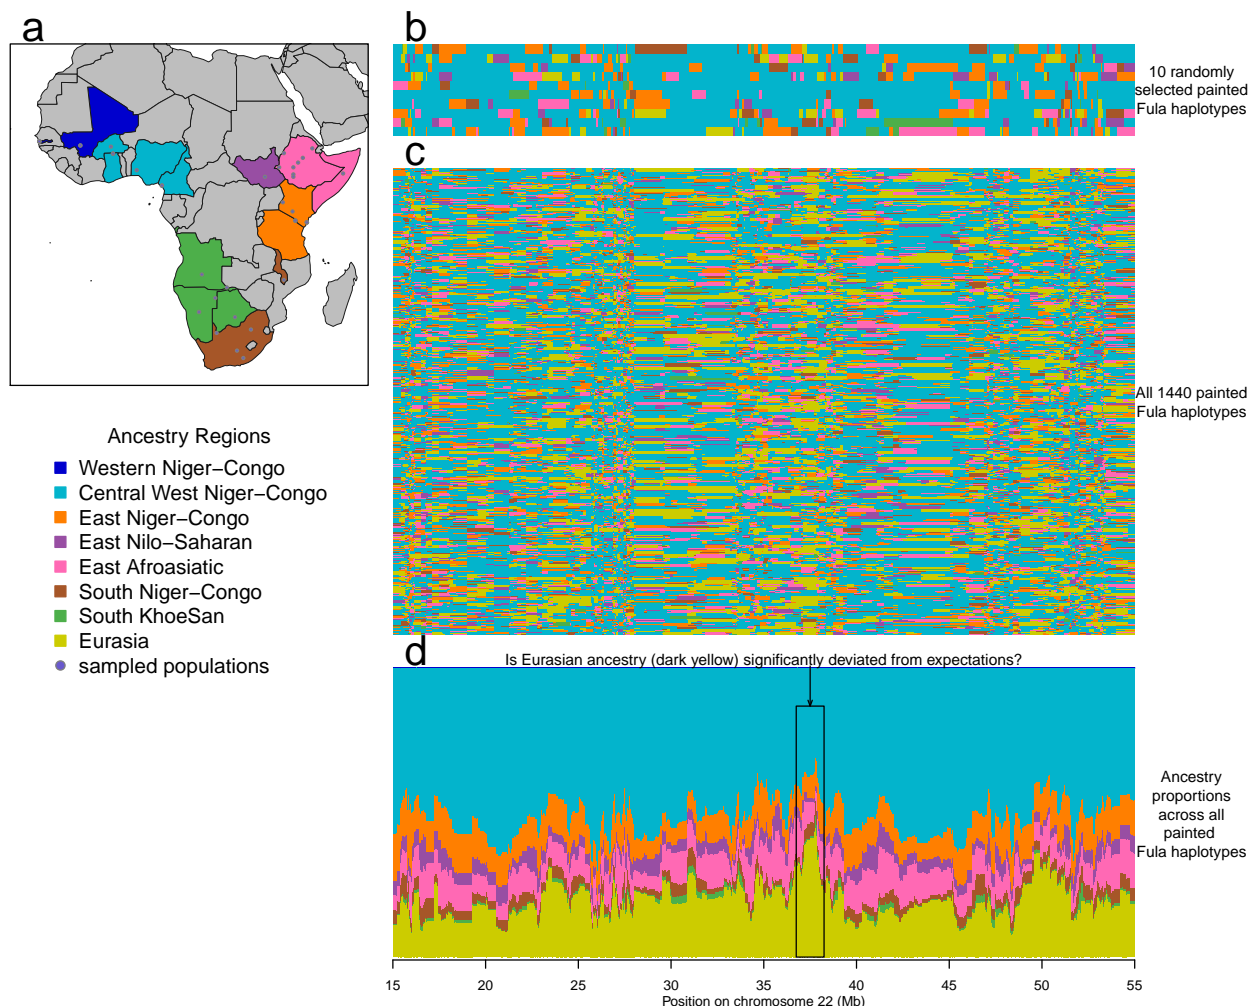 a
b
10 randomly
selected painted
Fula haplotypes
c
All 1440 painted
Fula haplotypes
Ancestry Regions
Western Niger−Congo
Central West Niger−Congo
East Niger−Congo
East Nilo−Saharan
East Afroasiatic
South Niger−Congo
South KhoeSan
Eurasia
sampled populations
d
Is Eurasian ancestry (dark yellow) significantly deviated from expectations?
Ancestry
proportions
across all
painted
Fula haplotypes
15 20 25 30 35 40 45 50 55
Position on chromosome 22 (Mb)